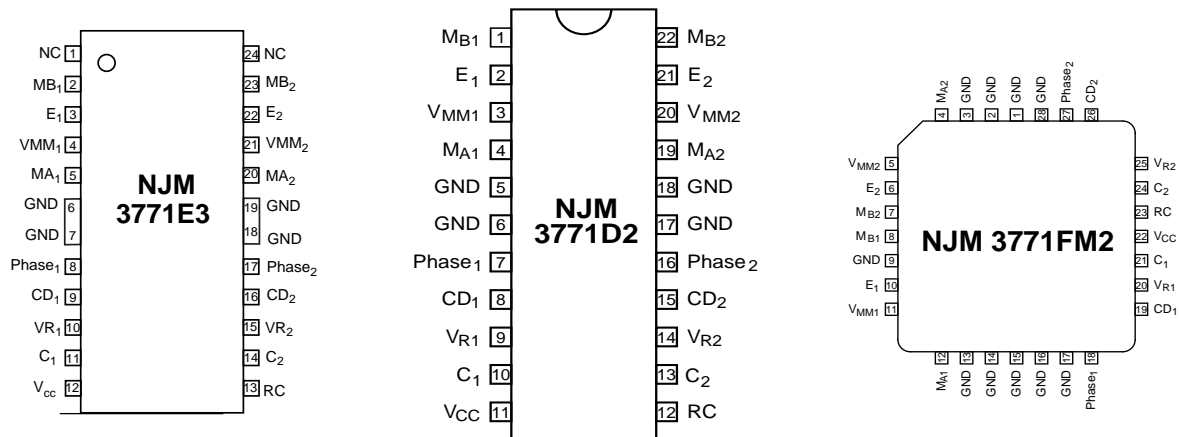 NC 1
MB1 2
E1 3
VMM1 4
MA1 5
GND 6
GND 7
Phase1 8
CD1 9
VR1 10
C1 11
Vcc 12
24 NC
23 MB2
22 E2
21 VMM2
20 MA2
19 GND
18 GND
17 Phase2
16 CD2
15 VR2
14 C2
13 RC
NJM
3771E3
MB1 1
E1 2
VMM1 3
MA1 4
GND 5
GND 6
Phase1 7
CD1 8
VR1 9
C1 10
VCC 11
22 MB2
21 E2
20 VMM2
19 MA2
18 GND
17 GND
16 Phase2
15 CD2
14 VR2
13 C2
12 RC
NJM
3771D2
MA2 4
GND 3
GND 2
GND 1
GND 28
Phase2 27
CD2 26
VMM2 5
E2 6
MB2 7
MB1 8
GND 9
E1 10
VMM1 11
25 VR2
24 C2
23 RC
22 VCC
21 C1
20 VR1
19 CD1
NJM 3771FM2
MA1 12
GND 13
GND 14
GND 15
GND 16
GND 17
Phase1 18